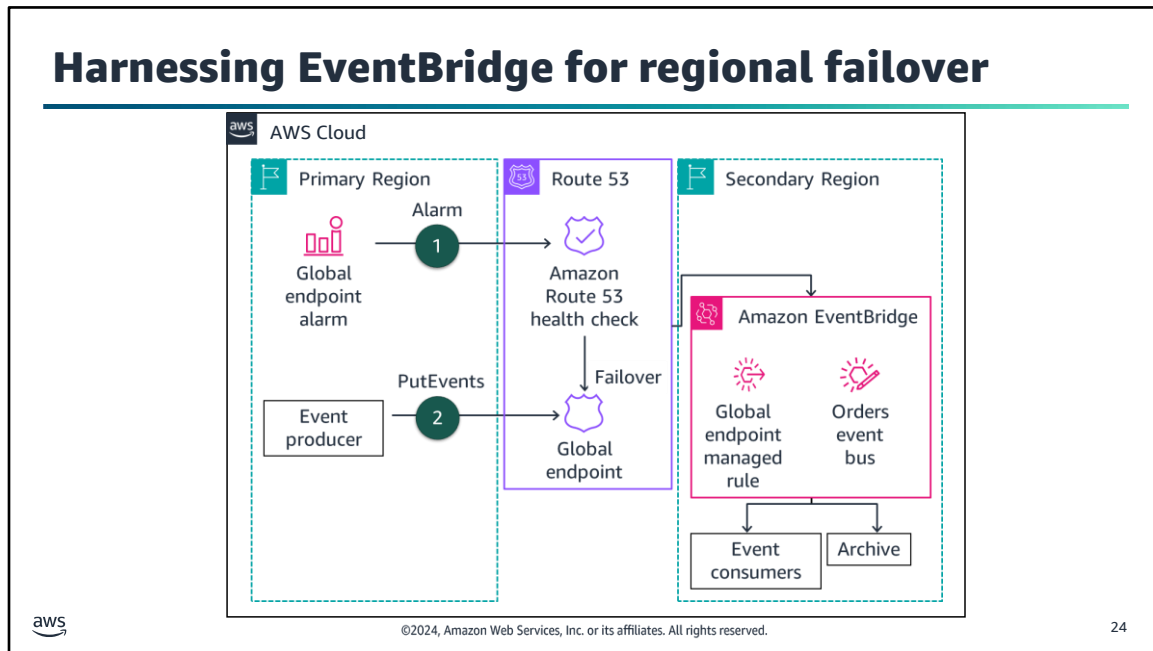 Harnessing EventBridge for regional failover
aws
AWS Cloud
Primary Region
Alarm
1
Global
endpoint
alarm
PutEvents
2
Event
producer
53
Route 53
Amazon
Route 53
health check
Failover
Global
endpoint
Secondary Region
Amazon EventBridge
Global
endpoint
managed
rule
Orders
event
bus
Event
consumers
Archive
aws
©2024, Amazon Web Services, Inc. or its affiliates. All rights reserved.
24